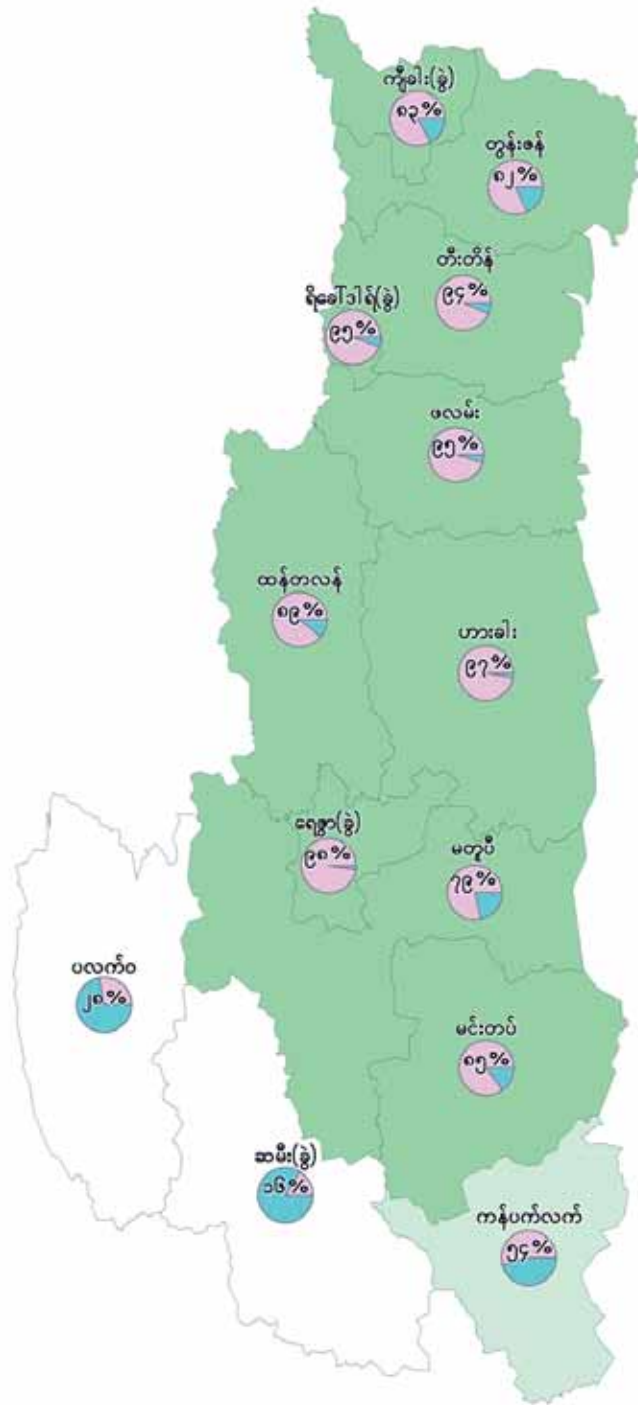 ကျီခါး(ခွဲ)
၈၃%
တွန်းဇန်
၈၂%
တီးတိန်
၉၄%
ရိခေါ်ဒါရ်(ခွဲ)
၉၅%
ဖလမ်း
၉၅%
ထန်တလန်
၈၉%
ဟားခါး
၉၇%
ရေဇွာ(ခွဲ)
၉၈%
မတူပီ
၇၉%
ပလက်ဝ
၂၈%
မင်းတပ်
၈၅%
ဆမီး(ခွဲ)
၁၆%
ကန်ပက်လက်
၅၄%